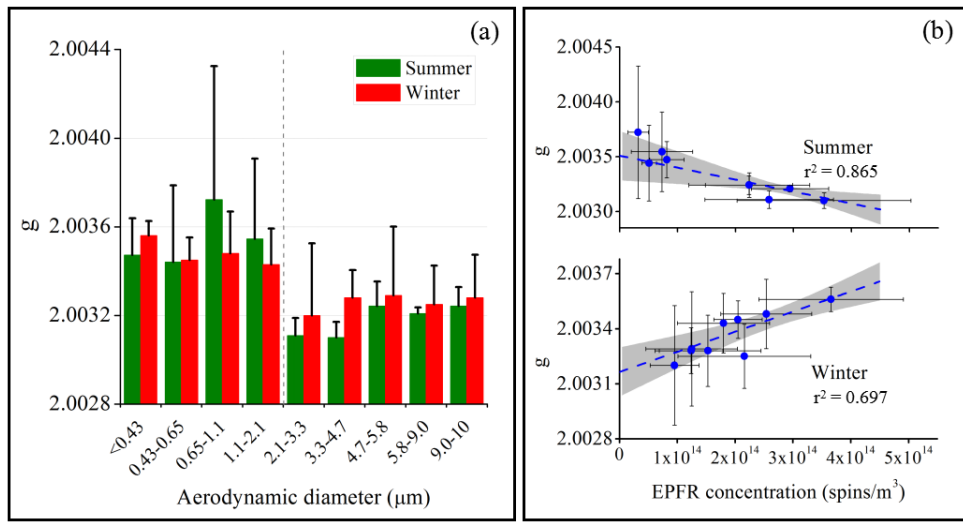 (a)
2.0044
2.0040
2.0036
2.0032
2.0028
g
Summer
Winter
<0.43
0.43-0.65
0.65-1.1
1.1-2.1
2.1-3.3
3.3-4.7
4.7-5.8
5.8-9.0
9.0-10
Aerodynamic diameter (μm)
(b)
2.0045
2.0040
2.0035
2.0030
g
Summer
r² = 0.865
2.0037
2.0034
2.0031
2.0028
g
Winter
r² = 0.697
0 1x10¹⁴ 2x10¹⁴ 3x10¹⁴ 4x10¹⁴ 5x10¹⁴
EPFR concentration (spins/m³)